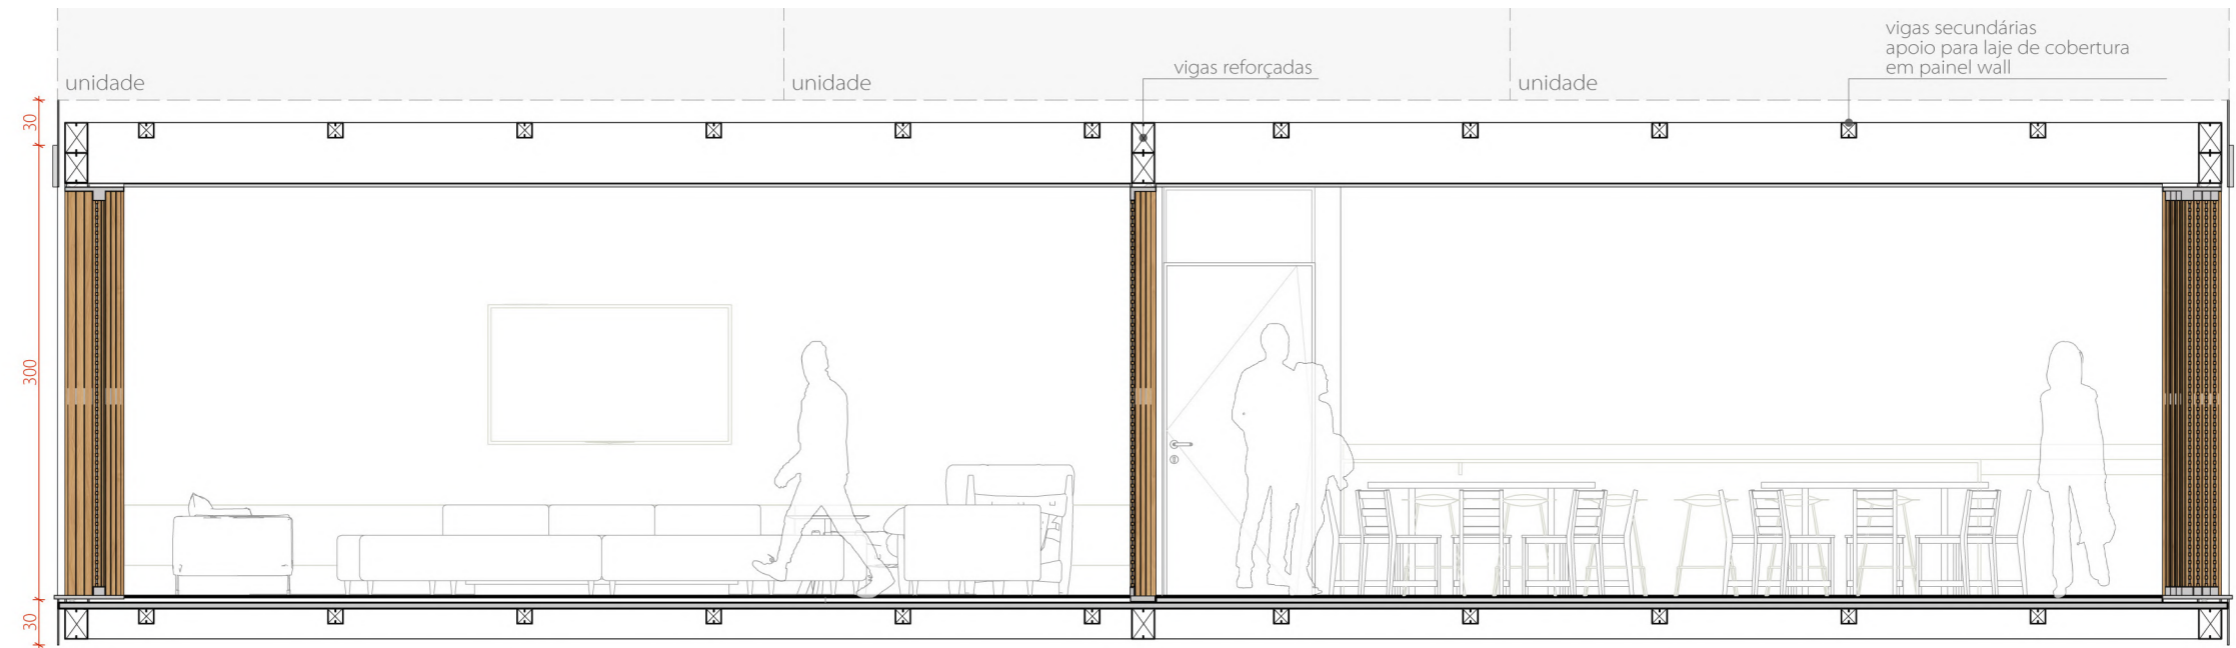 vigas secundárias
apoio para laje de cobertura
em painel wall
vigas reforçadas
unidade
unidade
unidade
30
300
30